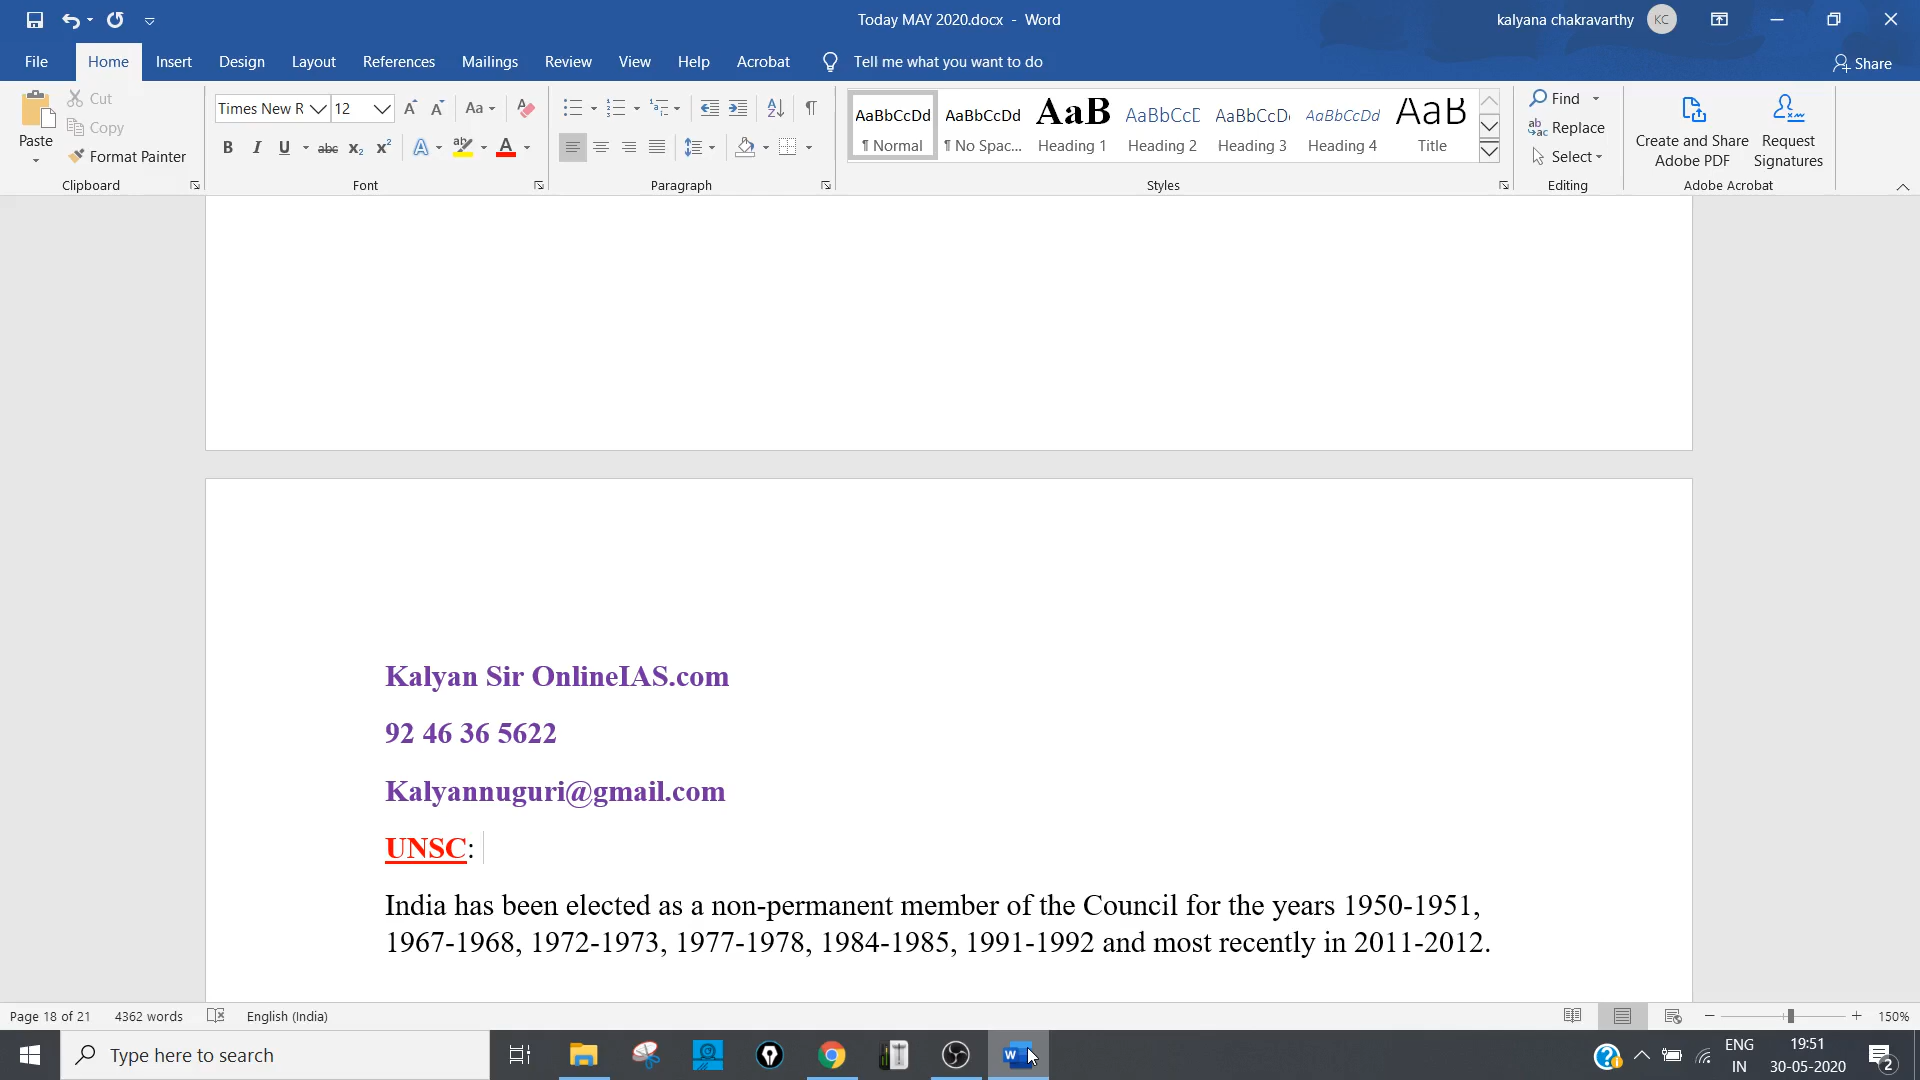 Today MAY 2020.docx - Word
kalyana chakravarthy KC
File Home Insert Design Layout References Mailings Review View Help Acrobat Tell me what you want to do Share
Paste
Cut
Copy
Format Painter
Clipboard
Times New R 12
Font
Paragraph
AaBbCcDd AaBbCcDd AaB AaBbCcD AaBbCcD AaBbCcDd AaB
¶ Normal ¶ No Spac... Heading 1 Heading 2 Heading 3 Heading 4 Title
Styles
Find
Replace
Select
Editing
Create and Share Adobe PDF
Request Signatures
Adobe Acrobat
Kalyan Sir OnlineIAS.com
92 46 36 5622
Kalyannuguri@gmail.com
UNSC:
India has been elected as a non-permanent member of the Council for the years 1950-1951,
1967-1968, 1972-1973, 1977-1978, 1984-1985, 1991-1992 and most recently in 2011-2012.
Page 18 of 21 4362 words English (India) 150%
Type here to search
ENG
IN
19:51
30-05-2020
2